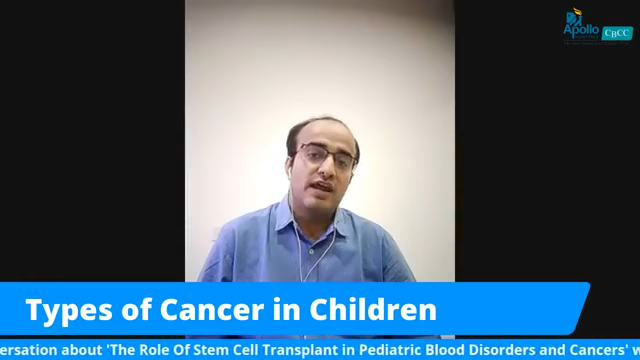 Apollo
CBCC
Types of Cancer in Children
ersation about 'The Role Of Stem Cell Transplant in Pediatric Blood Disorders and Cancers' w